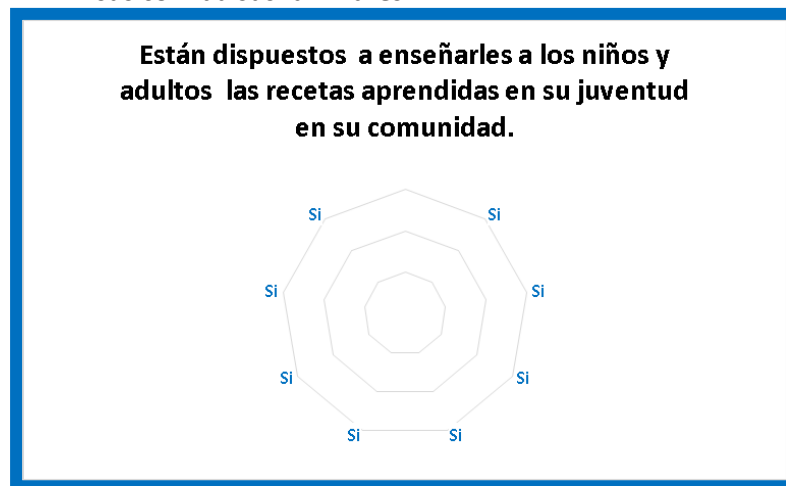 Están dispuestos a enseñarles a los niños y
adultos las recetas aprendidas en su juventud
en su comunidad.
Si
Si
Si
Si
Si
Si
Si
Si